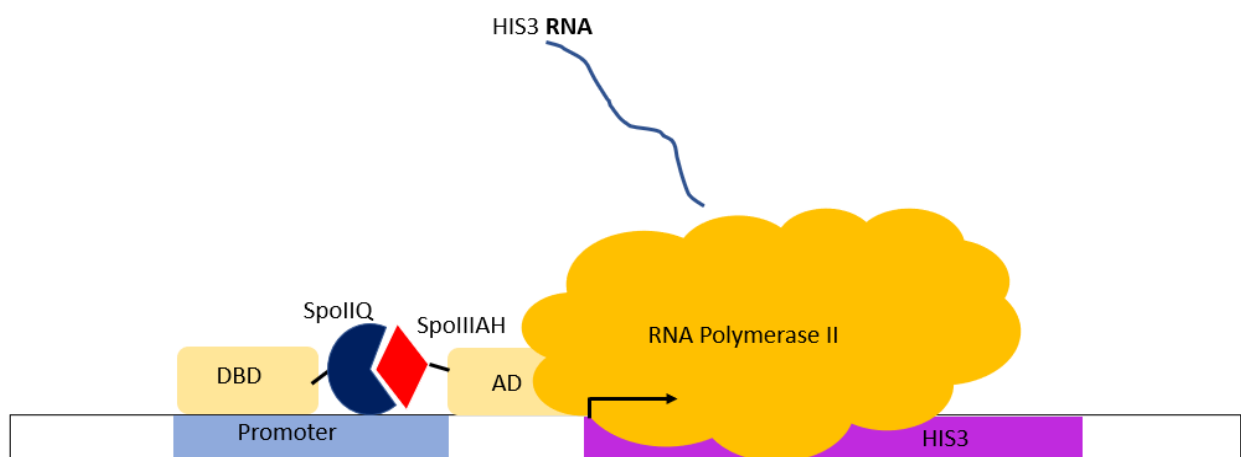 HIS3 RNA
SpoIIQ
SpoIIIAH
RNA Polymerase II
DBD
AD
Promoter
HIS3